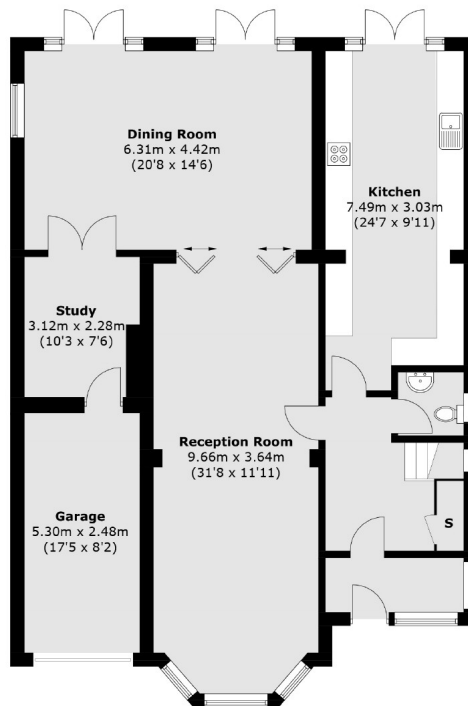 Dining Room
6.31m x 4.42m
(20'8 x 14'6)
Kitchen
7.49m x 3.03m
(24'7 x 9'11)
Study
3.12m x 2.28m
(10'3 x 7'6)
Reception Room
9.66m x 3.64m
(31'8 x 11'11)
Garage
5.30m x 2.48m
(17'5 x 8'2)
S